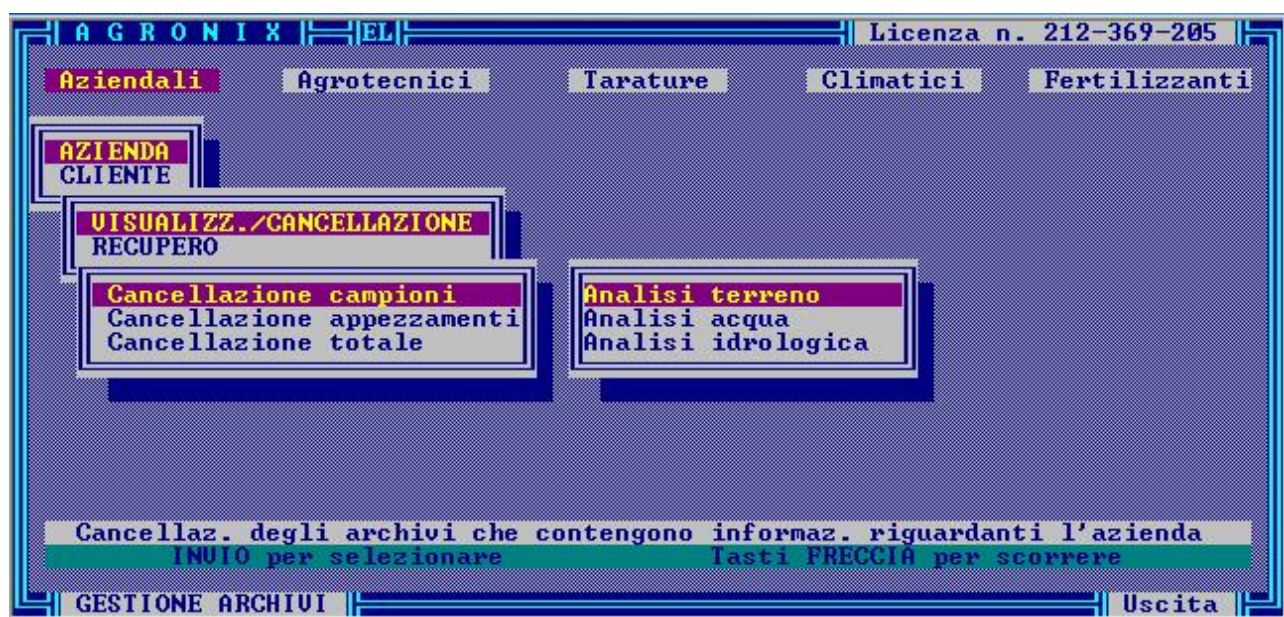 A G R O N I X EL Licenza n. 212-369-205
Aziendali Agrotecnici Tarature Climatici Fertilizzanti
AZIENDA
CLIENTE
VISUALIZZ./CANCELLAZIONE
RECUPERO
Cancellazione campioni
Cancellazione appezzamenti
Cancellazione totale
Analisi terreno
Analisi acqua
Analisi idrologica
Cancellaz. degli archivi che contengono informaz. riguardanti l'azienda
INVIO per selezionare Tasti FRECCIA per scorrere
GESTIONE ARCHIVI Uscita